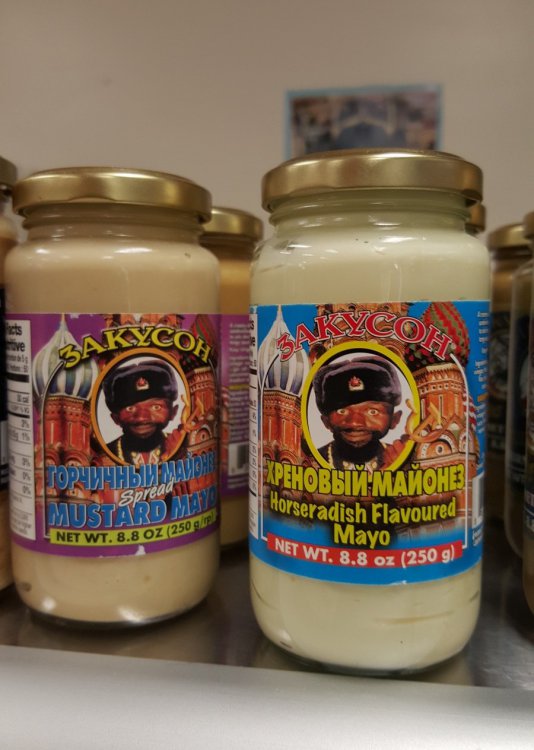 ЗАКУСОН
ГОРЧИЧНЫЙ МАЙОНЕЗ
Spread
MUSTARD MAYO
NET WT. 8.8 OZ (250 g)
ЗАКУСОН
ХРЕНОВЫЙ МАЙОНЕЗ
Horseradish Flavoured
Mayo
NET WT. 8.8 OZ (250 g)